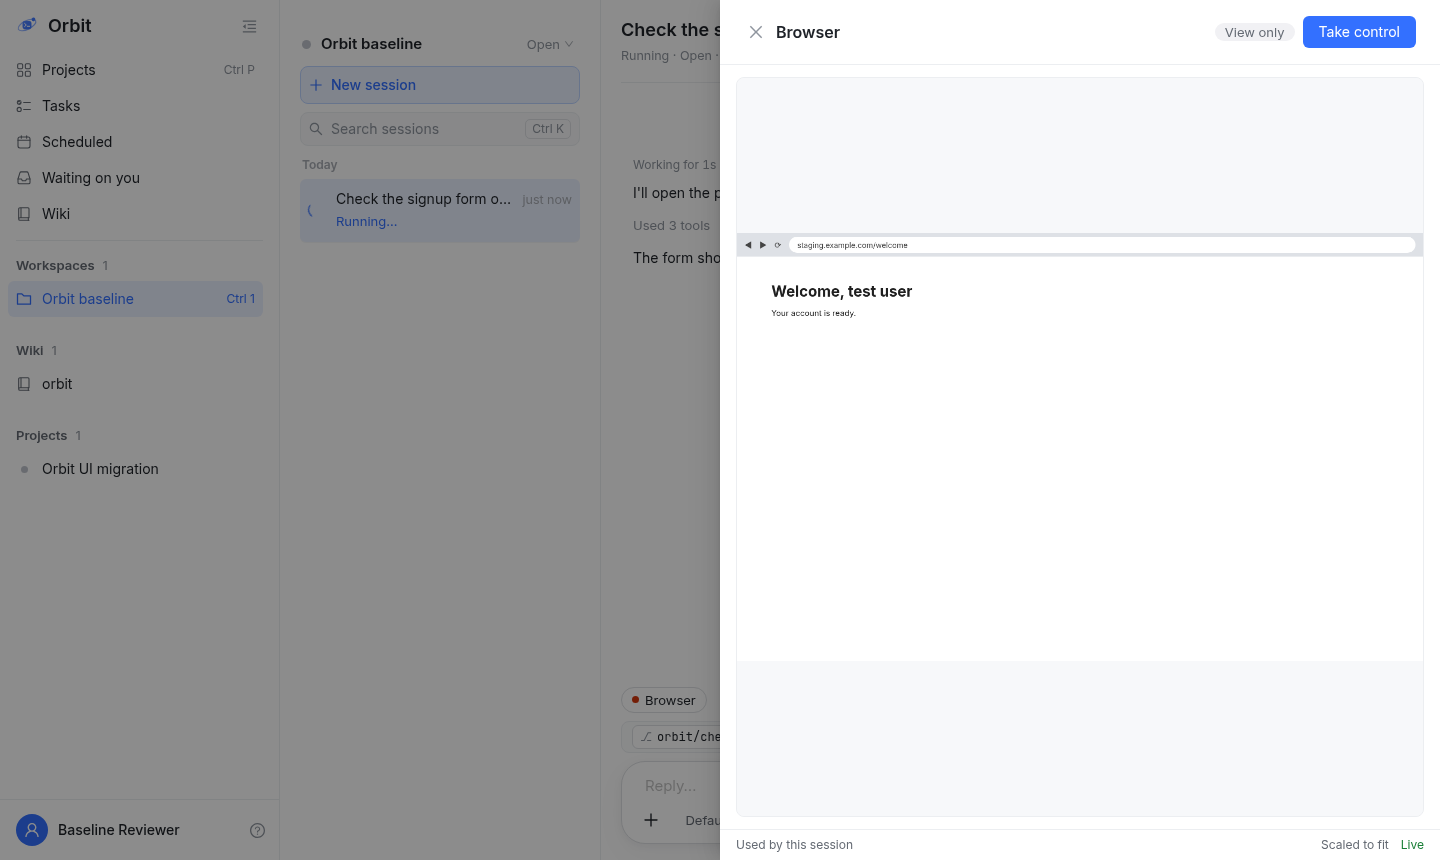 Orbit
Projects Ctrl P
Tasks
Scheduled
Waiting on you
Wiki
Workspaces 1
Orbit baseline Ctrl 1
Wiki 1
orbit
Projects 1
Orbit UI migration
Baseline Reviewer
Orbit baseline Open
New session
Search sessions Ctrl K
Today
Check the signup form o... just now
Running...
Check the s
Running · Open ·
Working for 1s
I'll open the p
Used 3 tools
The form sho
Browser
orbit/che
Reply...
Defau
Browser View only Take control
staging.example.com/welcome
Welcome, test user
Your account is ready.
Used by this session Scaled to fit Live